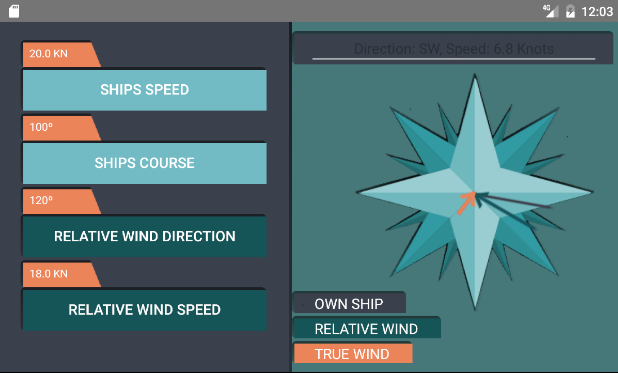 4G 12:03
20.0 KN
SHIPS SPEED
100°
SHIPS COURSE
120°
RELATIVE WIND DIRECTION
18.0 KN
RELATIVE WIND SPEED
Direction: SW, Speed: 6.8 Knots
OWN SHIP
RELATIVE WIND
TRUE WIND